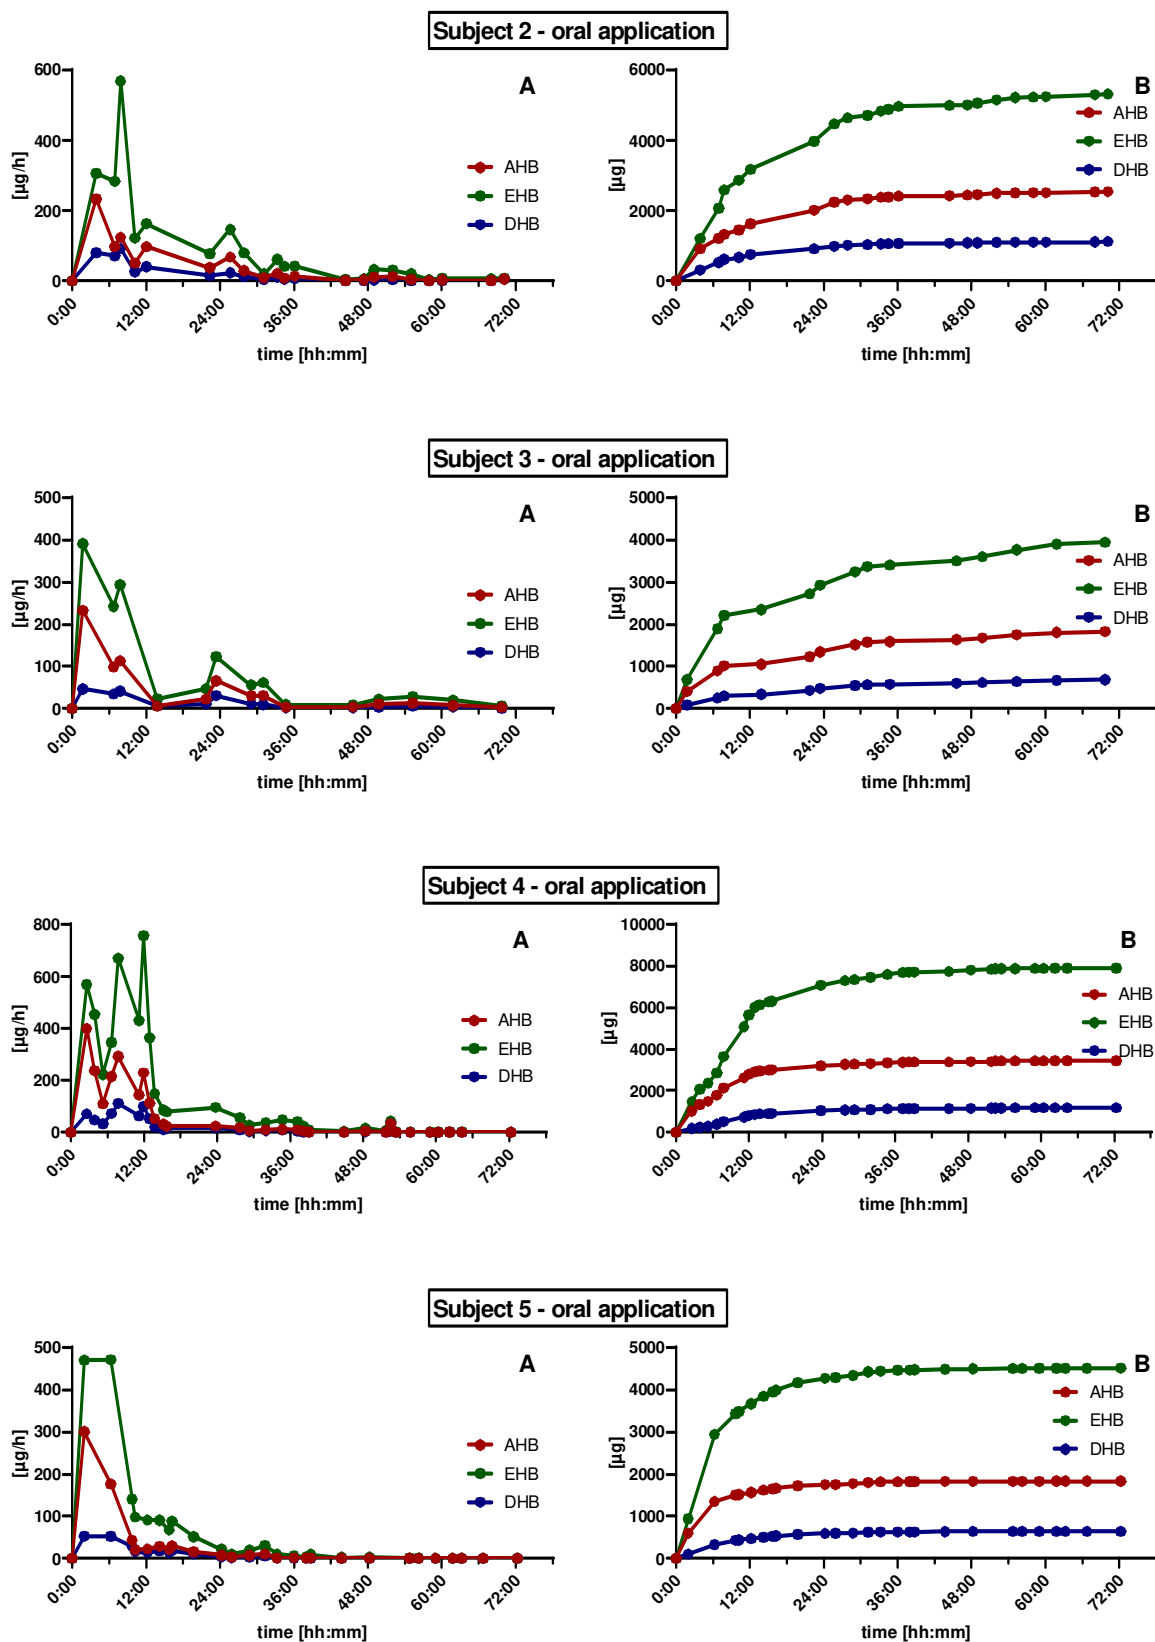 Subject 2 - oral application
A
B
[µg/h]
600
400
200
0
0:00 12:00 24:00 36:00 48:00 60:00 72:00
time [hh:mm]
AHB
EHB
DHB
[µg]
6000
4000
2000
0
0:00 12:00 24:00 36:00 48:00 60:00 72:00
time [hh:mm]
AHB
EHB
DHB
Subject 3 - oral application
A
B
[µg/h]
500
400
300
200
100
0
0:00 12:00 24:00 36:00 48:00 60:00 72:00
time [hh:mm]
AHB
EHB
DHB
[µg]
5000
4000
3000
2000
1000
0
0:00 12:00 24:00 36:00 48:00 60:00 72:00
time [hh:mm]
AHB
EHB
DHB
Subject 4 - oral application
A
B
[µg/h]
800
600
400
200
0
0:00 12:00 24:00 36:00 48:00 60:00 72:00
time [hh:mm]
AHB
EHB
DHB
[µg]
10000
8000
6000
4000
2000
0
0:00 12:00 24:00 36:00 48:00 60:00 72:00
time [hh:mm]
AHB
EHB
DHB
Subject 5 - oral application
A
B
[µg/h]
500
400
300
200
100
0
0:00 12:00 24:00 36:00 48:00 60:00 72:00
time [hh:mm]
AHB
EHB
DHB
[µg]
5000
4000
3000
2000
1000
0
0:00 12:00 24:00 36:00 48:00 60:00 72:00
time [hh:mm]
AHB
EHB
DHB